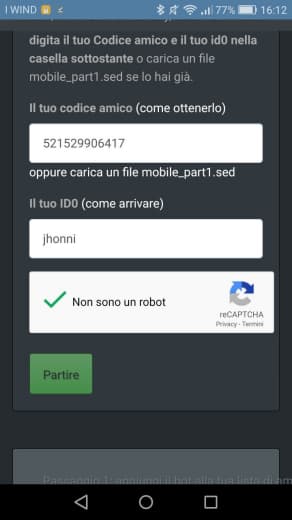 I WIND
77%
16:12
digita il tuo Codice amico e il tuo id0 nella
casella sottostante o carica un file
mobile_part1.sed se lo hai già.
Il tuo codice amico (come ottenerlo)
521529906417
oppure carica un file mobile_part1.sed
Il tuo ID0 (come arrivare)
jhonni
Non sono un robot
reCAPTCHA
Privacy - Termini
Partire
Passaggio 1: aggiungi il bot alla tua lista di am